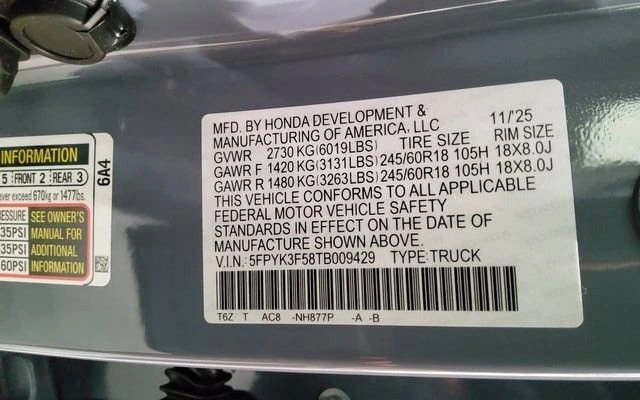 MFD. BY HONDA DEVELOPMENT &
MANUFACTURING OF AMERICA, LLC 11/'25
GVWR 2730 KG(6019LBS) TIRE SIZE RIM SIZE
GAWR F 1420 KG(3131LBS) 245/60R18 105H 18X8.0J
GAWR R 1480 KG(3263LBS) 245/60R18 105H 18X8.0J
THIS VEHICLE CONFORMS TO ALL APPLICABLE
FEDERAL MOTOR VEHICLE SAFETY
STANDARDS IN EFFECT ON THE DATE OF
MANUFACTURE SHOWN ABOVE.
V.I.N: 5FPYK3F58TB009429 TYPE:TRUCK
T6Z T AC8 -NH877P -A -B
INFORMATION
5 FRONT 2 REAR 3
exceed 670kg or 1477lbs.
SEE OWNER'S
35PSI MANUAL FOR
35PSI ADDITIONAL
60PSI INFORMATION
6A4